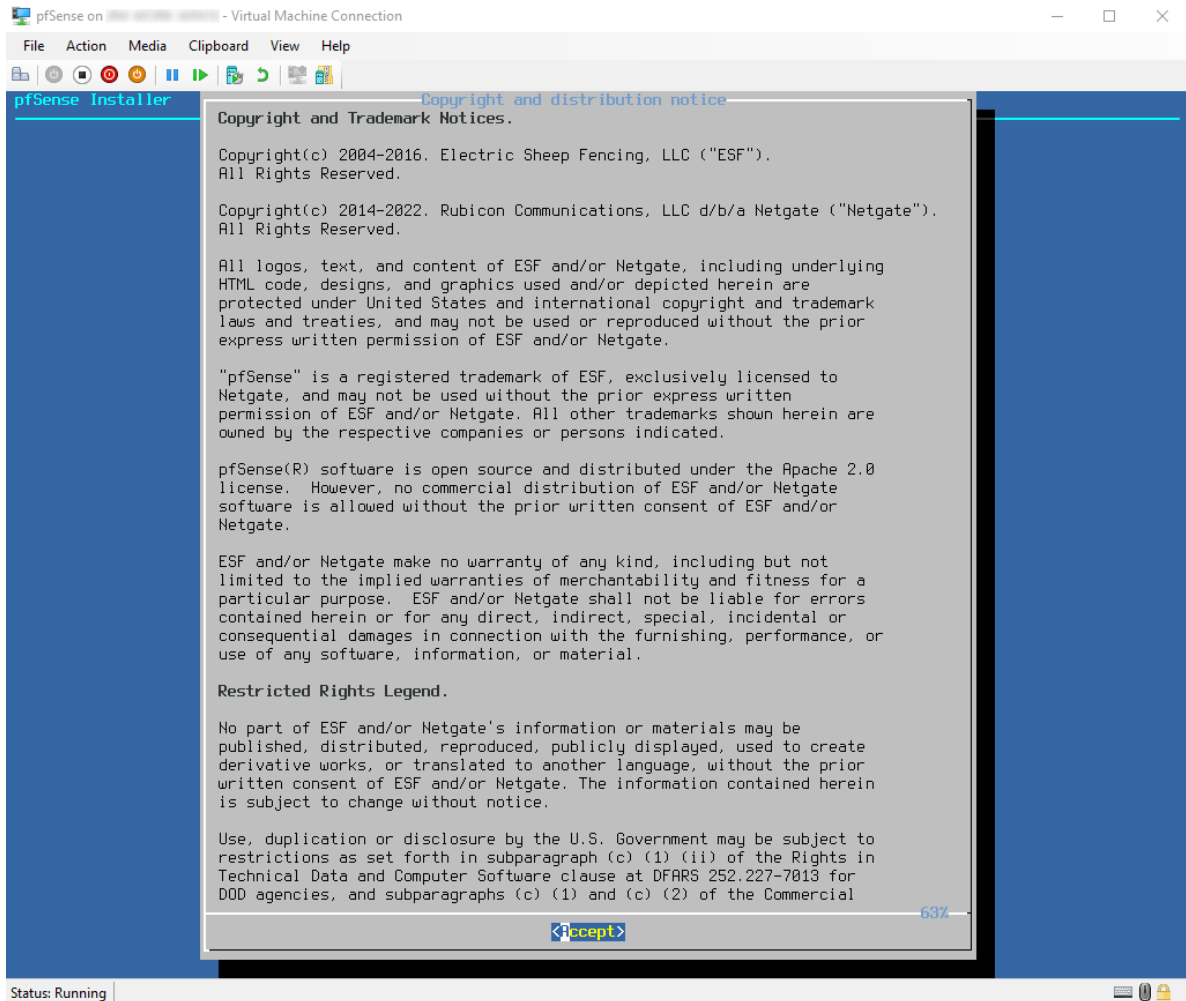 pfSense on - Virtual Machine Connection
File Action Media Clipboard View Help
pfSense Installer
Copyright and distribution notice
Copyright and Trademark Notices.
Copyright(c) 2004-2016. Electric Sheep Fencing, LLC ("ESF").
All Rights Reserved.
Copyright(c) 2014-2022. Rubicon Communications, LLC d/b/a Netgate ("Netgate").
All Rights Reserved.
All logos, text, and content of ESF and/or Netgate, including underlying
HTML code, designs, and graphics used and/or depicted herein are
protected under United States and international copyright and trademark
laws and treaties, and may not be used or reproduced without the prior
express written permission of ESF and/or Netgate.
"pfSense" is a registered trademark of ESF, exclusively licensed to
Netgate, and may not be used without the prior express written
permission of ESF and/or Netgate. All other trademarks shown herein are
owned by the respective companies or persons indicated.
pfSense(R) software is open source and distributed under the Apache 2.0
license.  However, no commercial distribution of ESF and/or Netgate
software is allowed without the prior written consent of ESF and/or
Netgate.
ESF and/or Netgate make no warranty of any kind, including but not
limited to the implied warranties of merchantability and fitness for a
particular purpose.  ESF and/or Netgate shall not be liable for errors
contained herein or for any direct, indirect, special, incidental or
consequential damages in connection with the furnishing, performance, or
use of any software, information, or material.
Restricted Rights Legend.
No part of ESF and/or Netgate's information or materials may be
published, distributed, reproduced, publicly displayed, used to create
derivative works, or translated to another language, without the prior
written consent of ESF and/or Netgate. The information contained herein
is subject to change without notice.
Use, duplication or disclosure by the U.S. Government may be subject to
restrictions as set forth in subparagraph (c) (1) (ii) of the Rights in
Technical Data and Computer Software clause at DFARS 252.227-7013 for
DOD agencies, and subparagraphs (c) (1) and (c) (2) of the Commercial
63%
<Accept>
Status: Running